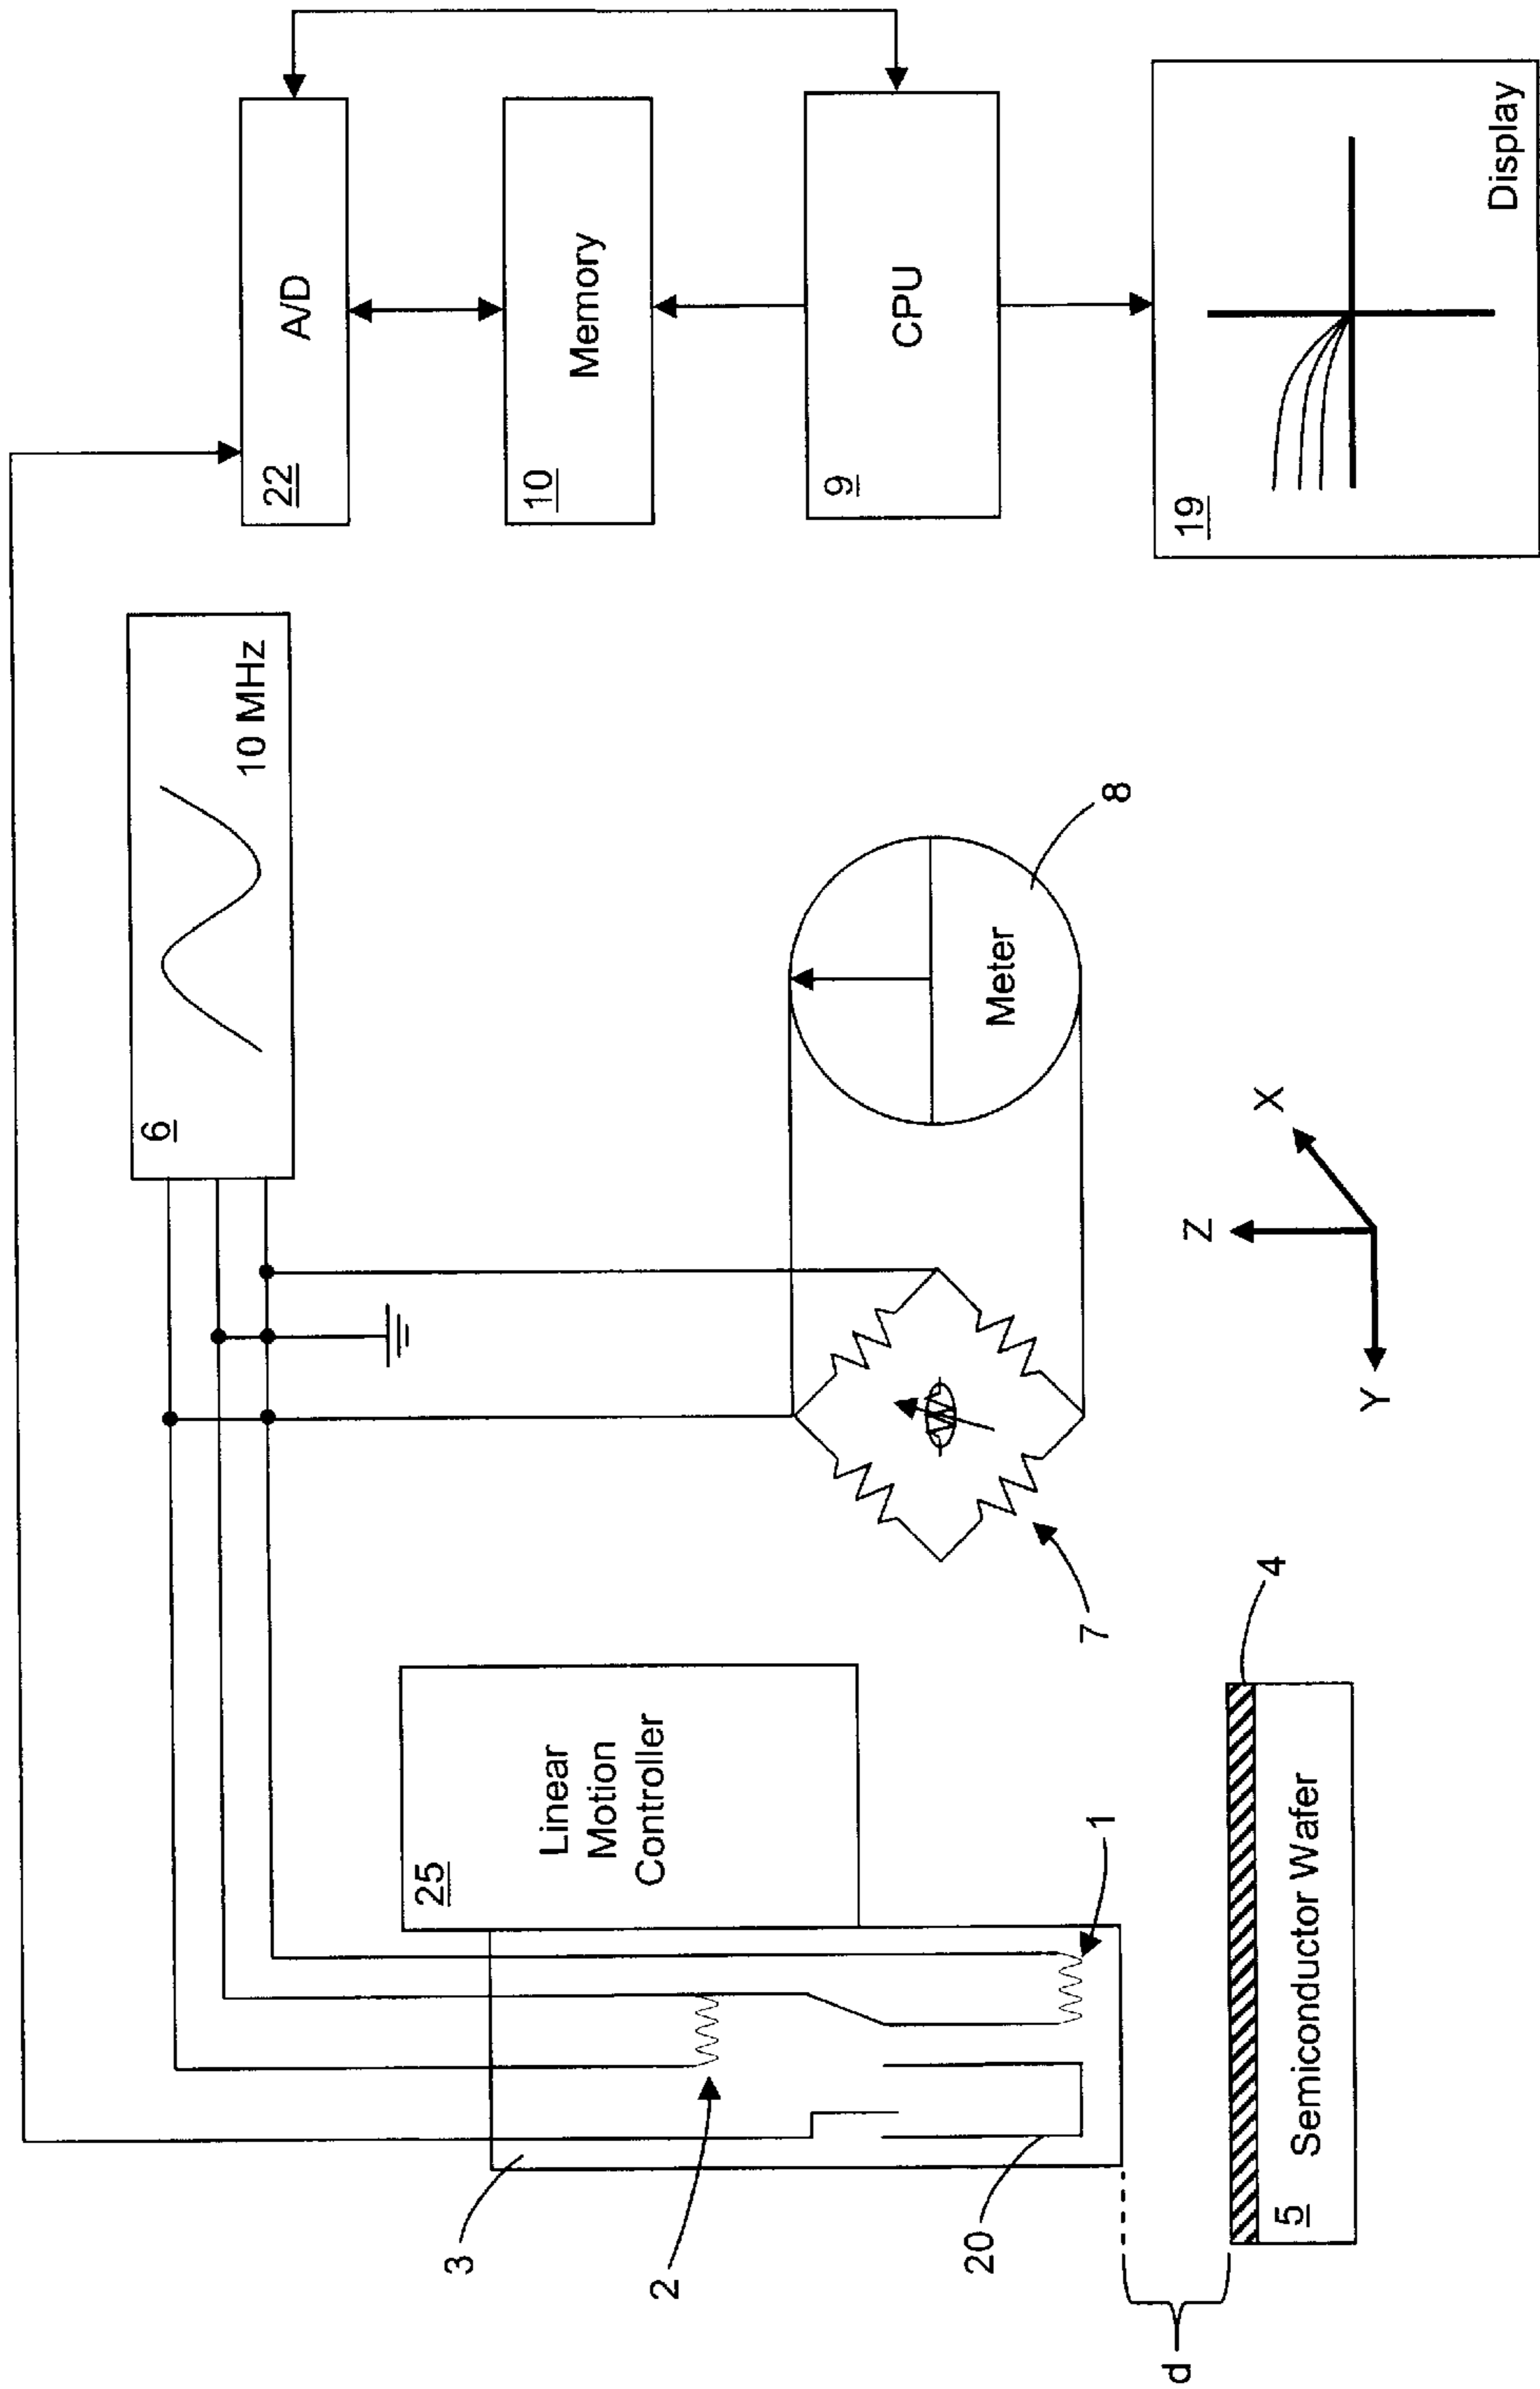 22
A/D
10
Memory
9
CPU
19
Display
6
10 MHz
8
Meter
7
X
Z
Y
25
Linear
Motion
Controller
1
2
3
20
4
5
Semiconductor Wafer
d